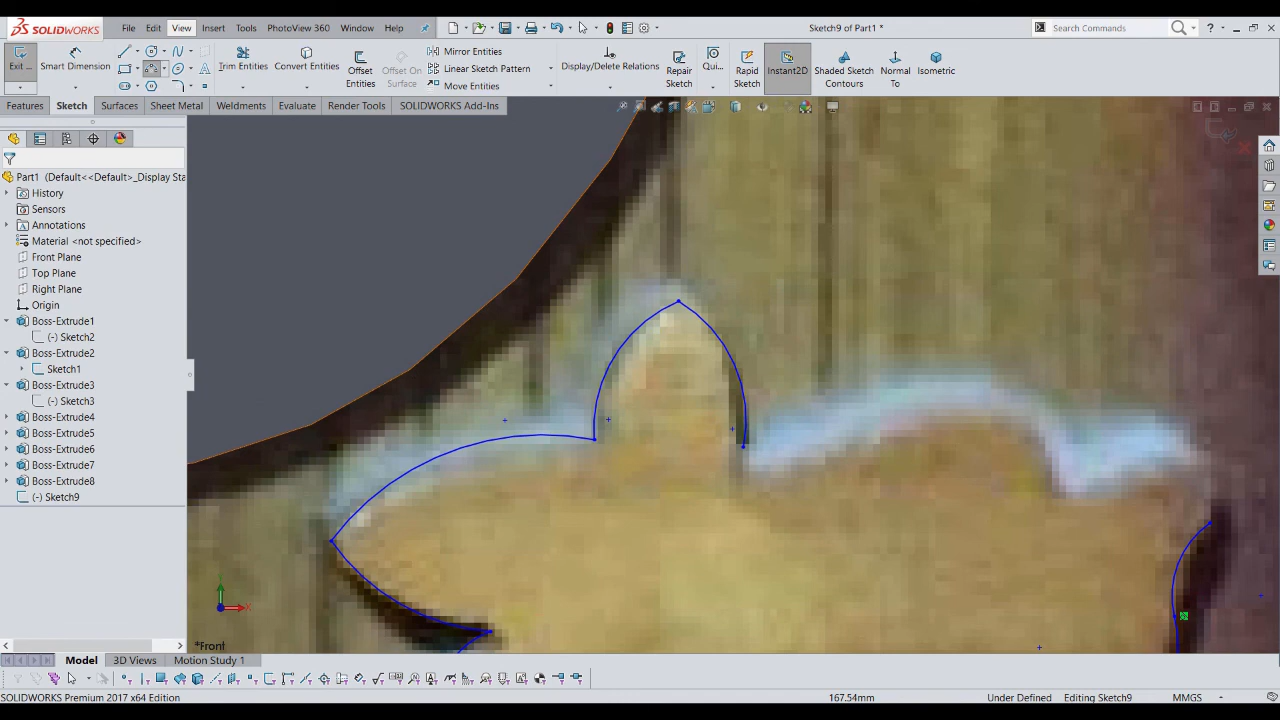 SOLIDWORKS File Edit View Insert Tools PhotoView 360 Window Help Sketch9 of Part1 * Search Commands ?
Exit ... Smart Dimension Trim Entities Convert Entities Offset Entities Offset On Surface Mirror Entities Linear Sketch Pattern Move Entities Display/Delete Relations Repair Sketch Qui... Rapid Sketch Instant2D Shaded Sketch Contours Normal To Isometric
Features Sketch Surfaces Sheet Metal Weldments Evaluate Render Tools SOLIDWORKS Add-Ins
Part1 (Default<<Default>_Display Sta
History
Sensors
Annotations
Material <not specified>
Front Plane
Top Plane
Right Plane
Origin
Boss-Extrude1
(-) Sketch2
Boss-Extrude2
Sketch1
Boss-Extrude3
(-) Sketch3
Boss-Extrude4
Boss-Extrude5
Boss-Extrude6
Boss-Extrude7
Boss-Extrude8
(-) Sketch9
*Front
Model 3D Views Motion Study 1
SOLIDWORKS Premium 2017 x64 Edition 167.54mm Under Defined Editing Sketch9 MMGS